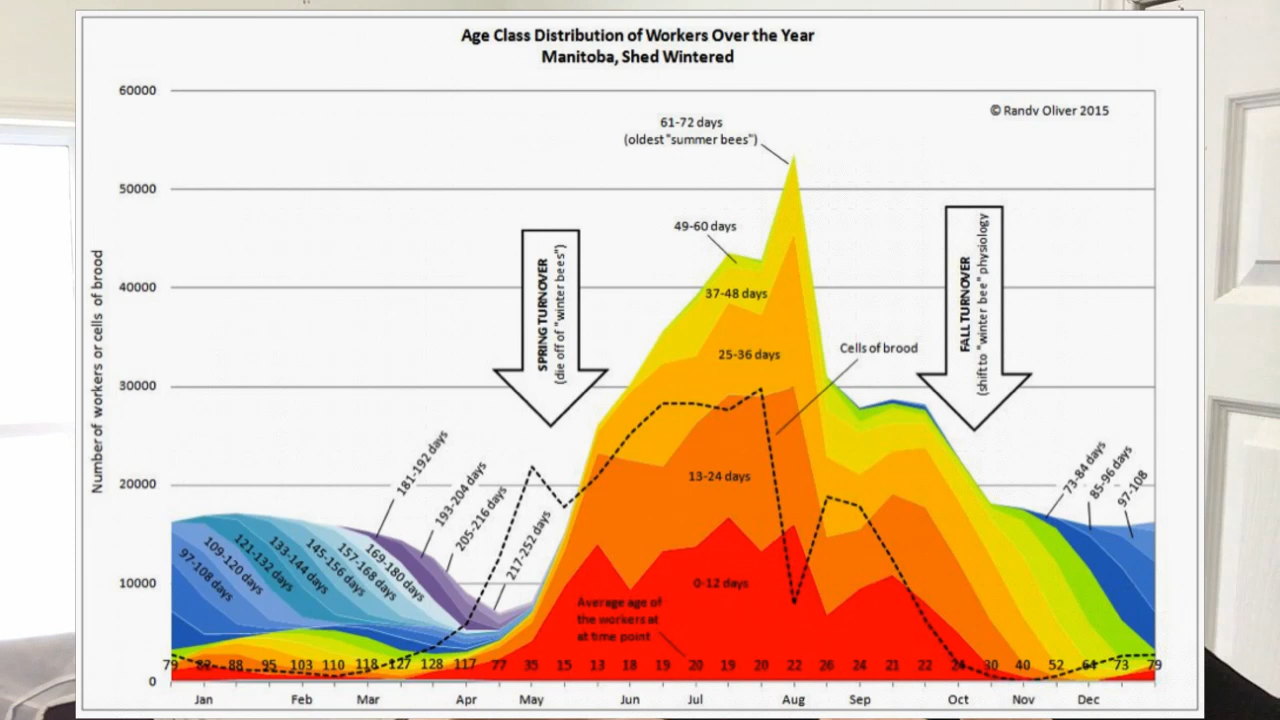 Age Class Distribution of Workers Over the Year
Manitoba, Shed Wintered
60000
© Randy Oliver 2015
61-72 days
(oldest "summer bees")
50000
49-60 days
40000
37-48 days
SPRING TURNOVER
(die off of "winter bees")
FALL TURNOVER
(shift to "winter bee" physiology
25-36 days
Cells of brood
30000
Number of workers or cells of brood
181-192 days
193-204 days
205-216 days
217-252 days
13-24 days
73-84 days
85-96 days
97-108
20000
97-108 days
109-120 days
121-132 days
133-144 days
145-156 days
157-168 days
169-180 days
10000
0-12 days
Average age of
the workers at
at time point
79 82 88 95 103 110 118 127 128 117 77 35 15 13 18 19 20 19 20 22 26 24 21 22 24 30 40 52 64 73 79
0
Jan Feb Mar Apr May Jun Jul Aug Sep Oct Nov Dec